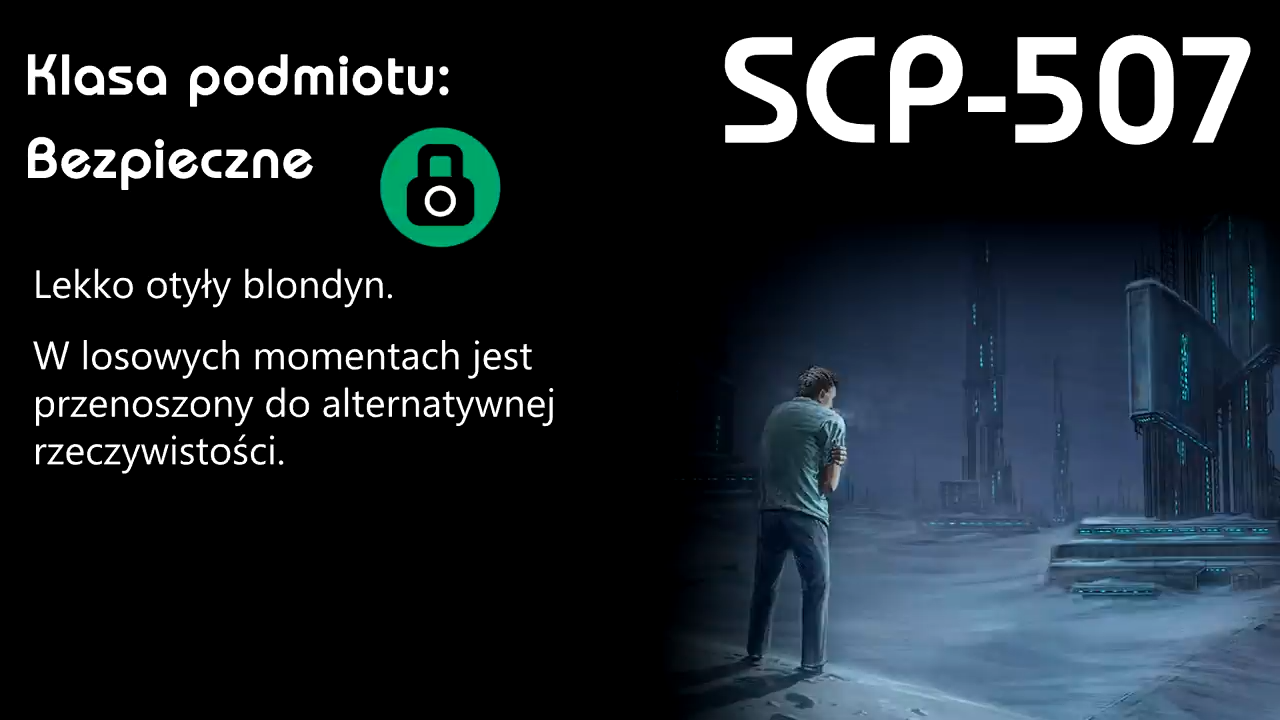 Klasa podmiotu:
SCP-507
Bezpieczne
Lekko otyły blondyn.
W losowych momentach jest
przenoszony do alternatywnej
rzeczywistości.